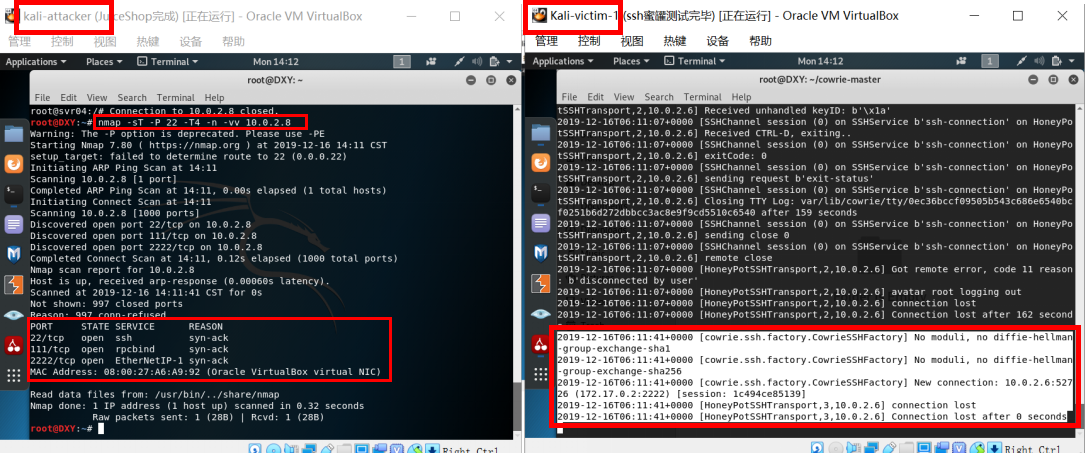 kali-attacker (JuiceShop完成) [正在运行] - Oracle VM VirtualBox
管理 控制 视图 热键 设备 帮助
Applications Places Terminal Mon 14:12 1
root@DXY: ~
File Edit View Search Terminal Help
root@svr04:/# Connection to 10.0.2.8 closed.
root@DXY:~# nmap -sT -P 22 -T4 -n -vv 10.0.2.8
Warning: The -P option is deprecated. Please use -PE
Starting Nmap 7.80 ( https://nmap.org ) at 2019-12-16 14:11 CST
setup_target: failed to determine route to 22 (0.0.0.22)
Initiating ARP Ping Scan at 14:11
Scanning 10.0.2.8 [1 port]
Completed ARP Ping Scan at 14:11, 0.00s elapsed (1 total hosts)
Initiating Connect Scan at 14:11
Scanning 10.0.2.8 [1000 ports]
Discovered open port 22/tcp on 10.0.2.8
Discovered open port 111/tcp on 10.0.2.8
Discovered open port 2222/tcp on 10.0.2.8
Completed Connect Scan at 14:11, 0.12s elapsed (1000 total ports)
Nmap scan report for 10.0.2.8
Host is up, received arp-response (0.00060s latency).
Scanned at 2019-12-16 14:11:41 CST for 0s
Not shown: 997 closed ports
Reason: 997 conn-refused
PORT STATE SERVICE REASON
22/tcp open ssh syn-ack
111/tcp open rpcbind syn-ack
2222/tcp open EtherNetIP-1 syn-ack
MAC Address: 08:00:27:A6:A9:92 (Oracle VirtualBox virtual NIC)
Read data files from: /usr/bin/../share/nmap
Nmap done: 1 IP address (1 host up) scanned in 0.32 seconds
Raw packets sent: 1 (28B) | Rcvd: 1 (28B)
root@DXY:~#
Right Ctrl
Kali-victim-1 (ssh蜜罐测试完毕) [正在运行] - Oracle VM VirtualBox
管理 控制 视图 热键 设备 帮助
Applications Places Terminal Mon 14:12 1
root@DXY: ~/cowrie-master
File Edit View Search Terminal Help
tSSHTransport,2,10.0.2.6] Received unhandled keyID: b'\x1a'
2019-12-16T06:11:07+0000 [SSHChannel session (0) on SSHService b'ssh-connection' on HoneyPo
tSSHTransport,2,10.0.2.6] Received CTRL-D, exiting..
2019-12-16T06:11:07+0000 [SSHChannel session (0) on SSHService b'ssh-connection' on HoneyPo
tSSHTransport,2,10.0.2.6] exitCode: 0
2019-12-16T06:11:07+0000 [SSHChannel session (0) on SSHService b'ssh-connection' on HoneyPo
tSSHTransport,2,10.0.2.6] sending request b'exit-status'
2019-12-16T06:11:07+0000 [SSHChannel session (0) on SSHService b'ssh-connection' on HoneyPo
tSSHTransport,2,10.0.2.6] Closing TTY Log: var/lib/cowrie/tty/0ec36bccf09505b543c686e6540bc
f0251b6d272dbbcc3ac8e9f9cd5510c6540 after 159 seconds
2019-12-16T06:11:07+0000 [SSHChannel session (0) on SSHService b'ssh-connection' on HoneyPo
tSSHTransport,2,10.0.2.6] sending close 0
2019-12-16T06:11:07+0000 [SSHChannel session (0) on SSHService b'ssh-connection' on HoneyPo
tSSHTransport,2,10.0.2.6] remote close
2019-12-16T06:11:07+0000 [HoneyPotSSHTransport,2,10.0.2.6] Got remote error, code 11 reason
: b'disconnected by user'
2019-12-16T06:11:07+0000 [HoneyPotSSHTransport,2,10.0.2.6] avatar root logging out
2019-12-16T06:11:07+0000 [HoneyPotSSHTransport,2,10.0.2.6] connection lost
2019-12-16T06:11:07+0000 [HoneyPotSSHTransport,2,10.0.2.6] Connection lost after 162 second
2019-12-16T06:11:41+0000 [cowrie.ssh.factory.CowrieSSHFactory] No moduli, no diffie-hellman
-group-exchange-sha1
2019-12-16T06:11:41+0000 [cowrie.ssh.factory.CowrieSSHFactory] No moduli, no diffie-hellman
-group-exchange-sha256
2019-12-16T06:11:41+0000 [cowrie.ssh.factory.CowrieSSHFactory] New connection: 10.0.2.6:527
26 (172.17.0.2:2222) [session: 1c494ce85139]
2019-12-16T06:11:41+0000 [HoneyPotSSHTransport,3,10.0.2.6] connection lost
2019-12-16T06:11:41+0000 [HoneyPotSSHTransport,3,10.0.2.6] Connection lost after 0 seconds
Right Ctrl